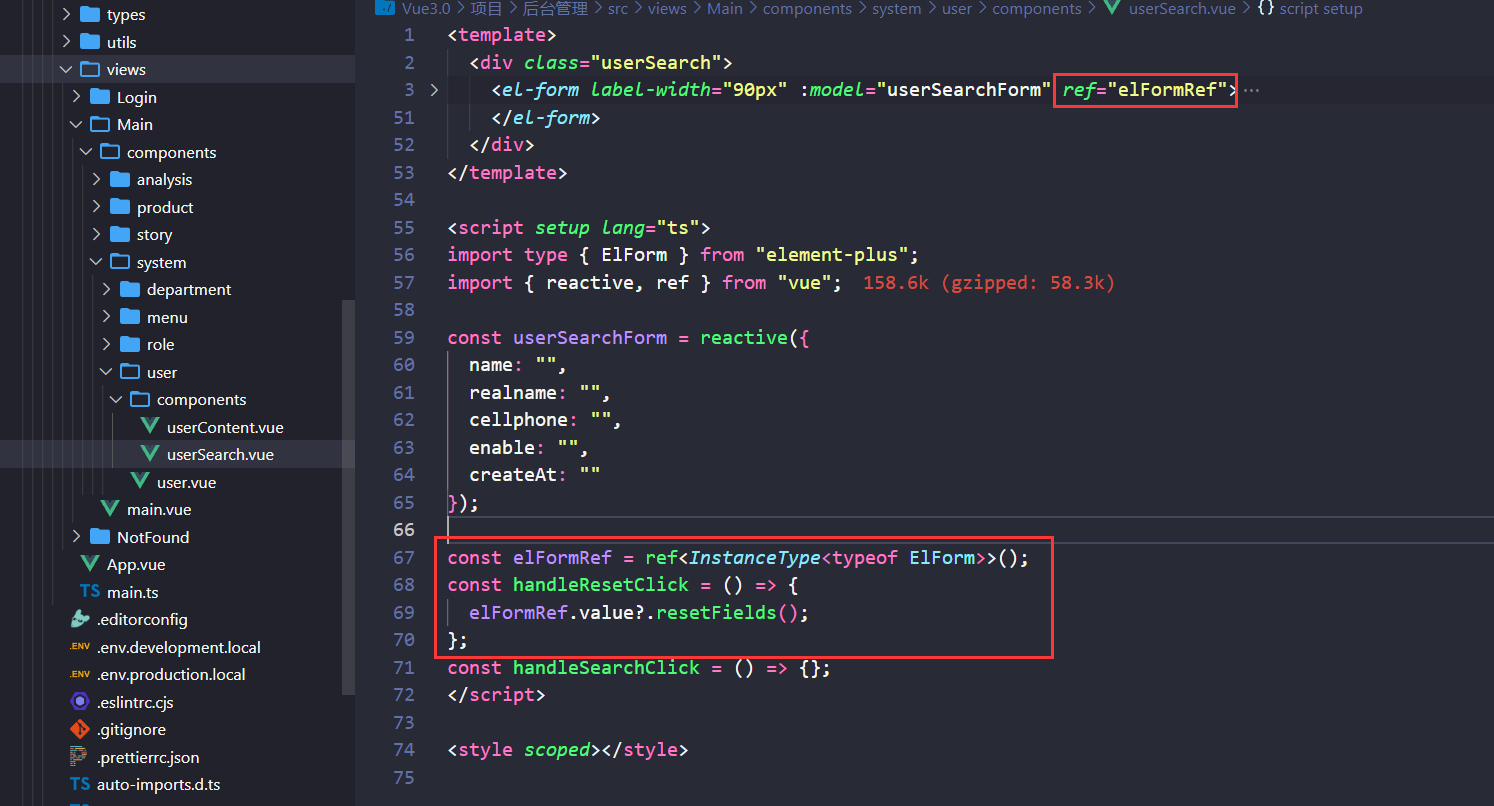 types
utils
views
Login
Main
components
analysis
product
story
system
department
menu
role
user
components
userContent.vue
userSearch.vue
user.vue
main.vue
NotFound
App.vue
TS main.ts
.editorconfig
.ENV .env.development.local
.ENV .env.production.local
.eslintrc.cjs
.gitignore
.prettierrc.json
TS auto-imports.d.ts
Vue3.0 > 项目 > 后台管理 > src > views > Main > components > system > user > components > userSearch.vue > {} script setup
1 <template>
2 <div class="userSearch">
3 <el-form label-width="90px" :model="userSearchForm" ref="elFormRef">···
51 </el-form>
52 </div>
53 </template>
54
55 <script setup lang="ts">
56 import type { ElForm } from "element-plus";
57 import { reactive, ref } from "vue"; 158.6k (gzipped: 58.3k)
58
59 const userSearchForm = reactive({
60 name: "",
61 realname: "",
62 cellphone: "",
63 enable: "",
64 createAt: ""
65 });
66
67 const elFormRef = ref<InstanceType<typeof ElForm>>();
68 const handleResetClick = () => {
69 elFormRef.value?.resetFields();
70 };
71 const handleSearchClick = () => {};
72 </script>
73
74 <style scoped></style>
75